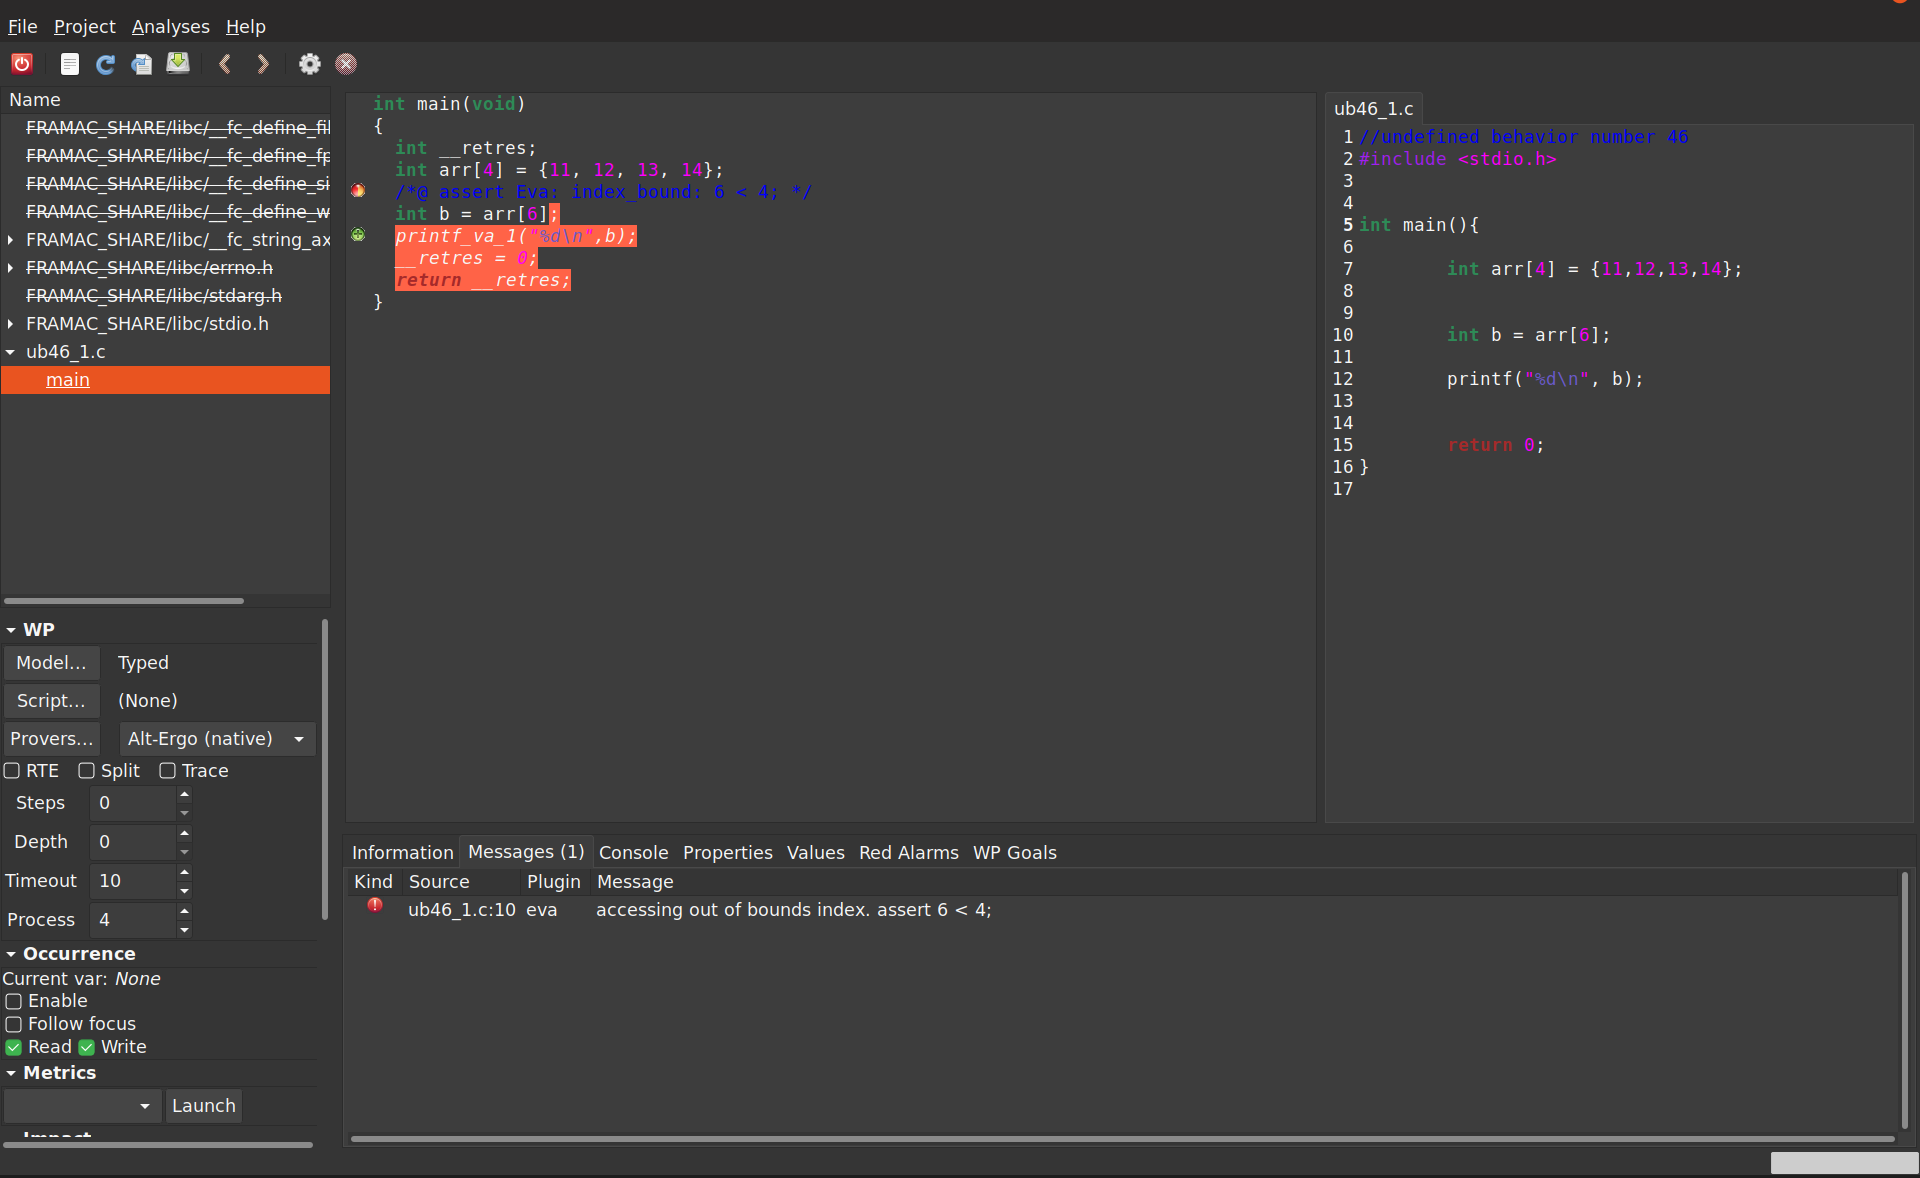 File Project Analyses Help
Name
FRAMAC_SHARE/libc/__fc_define_fil
FRAMAC_SHARE/libc/__fc_define_fp
FRAMAC_SHARE/libc/__fc_define_si
FRAMAC_SHARE/libc/__fc_define_w
FRAMAC_SHARE/libc/__fc_string_ax
FRAMAC_SHARE/libc/errno.h
FRAMAC_SHARE/libc/stdarg.h
FRAMAC_SHARE/libc/stdio.h
ub46_1.c
main
WP
Model... Typed
Script... (None)
Provers... Alt-Ergo (native)
RTE Split Trace
Steps 0
Depth 0
Timeout 10
Process 4
Occurrence
Current var: None
Enable
Follow focus
Read Write
Metrics
Launch
Impact
int main(void)
{
int __retres;
int arr[4] = {11, 12, 13, 14};
/*@ assert Eva: index_bound: 6 < 4; */
int b = arr[6];
printf_va_1("%d\n",b);
__retres = 0;
return __retres;
}
ub46_1.c
1 //undefined behavior number 46
2 #include <stdio.h>
3
4
5 int main(){
6
7 int arr[4] = {11,12,13,14};
8
9
10 int b = arr[6];
11
12 printf("%d\n", b);
13
14
15 return 0;
16 }
17
Information Messages (1) Console Properties Values Red Alarms WP Goals
Kind Source Plugin Message
ub46_1.c:10 eva accessing out of bounds index. assert 6 < 4;